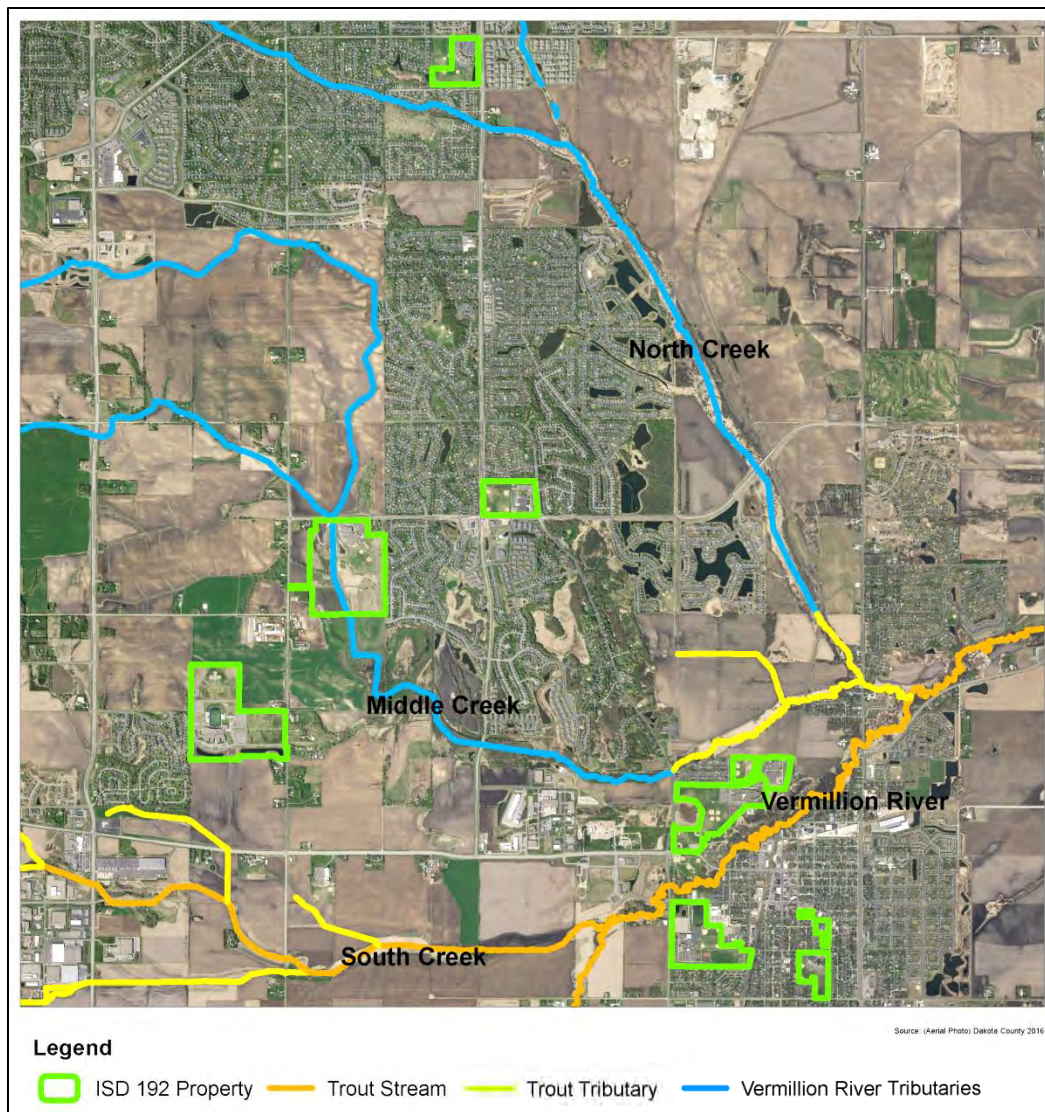 North Creek
Middle Creek
Vermillion River
South Creek
Source: (Aerial Photo) Dakota County 2016
Legend
ISD 192 Property Trout Stream Trout Tributary Vermillion River Tributaries